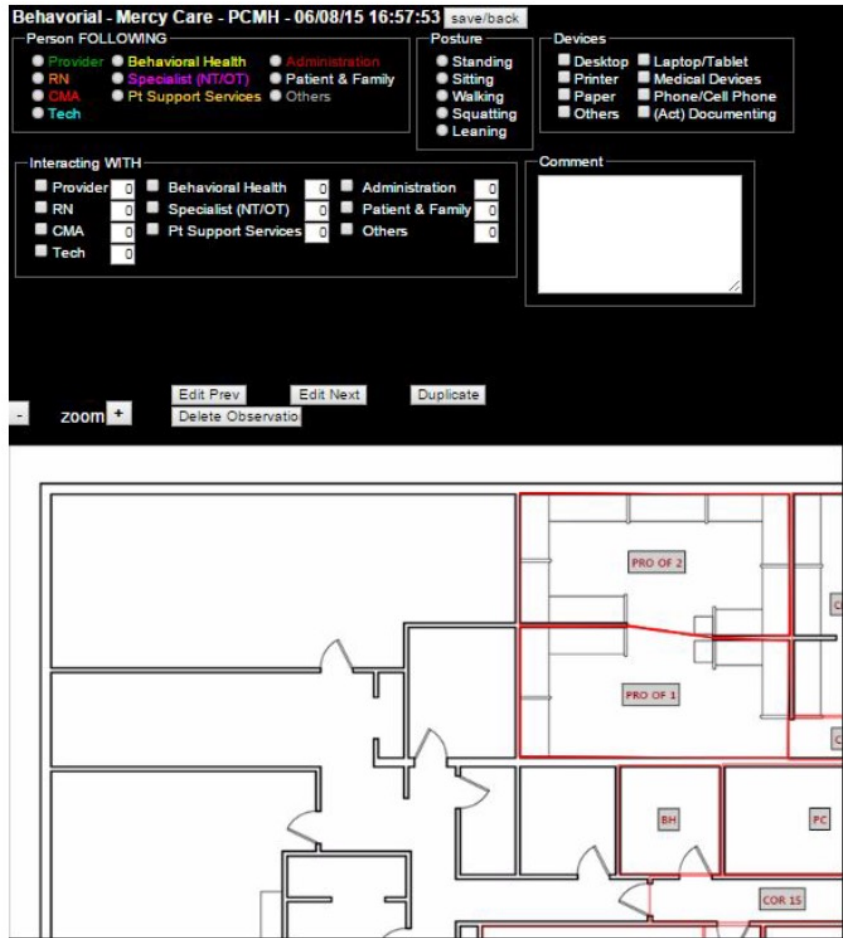 Behavorial - Mercy Care - PCMH - 06/08/15 16:57:53 save/back
Person FOLLOWING
Provider Behavioral Health Administration
RN Specialist (NT/OT) Patient & Family
CMA Pt Support Services Others
Tech
Posture
Standing
Sitting
Walking
Squatting
Leaning
Devices
Desktop Laptop/Tablet
Printer Medical Devices
Paper Phone/Cell Phone
Others (Act) Documenting
Interacting WITH
Provider 0 Behavioral Health 0 Administration 0
RN 0 Specialist (NT/OT) 0 Patient & Family 0
CMA 0 Pt Support Services 0 Others 0
Tech 0
Comment
Edit Prev Edit Next Duplicate
- zoom + Delete Observatio
PRO OF 2
PRO OF 1
BH
PC
COR 15